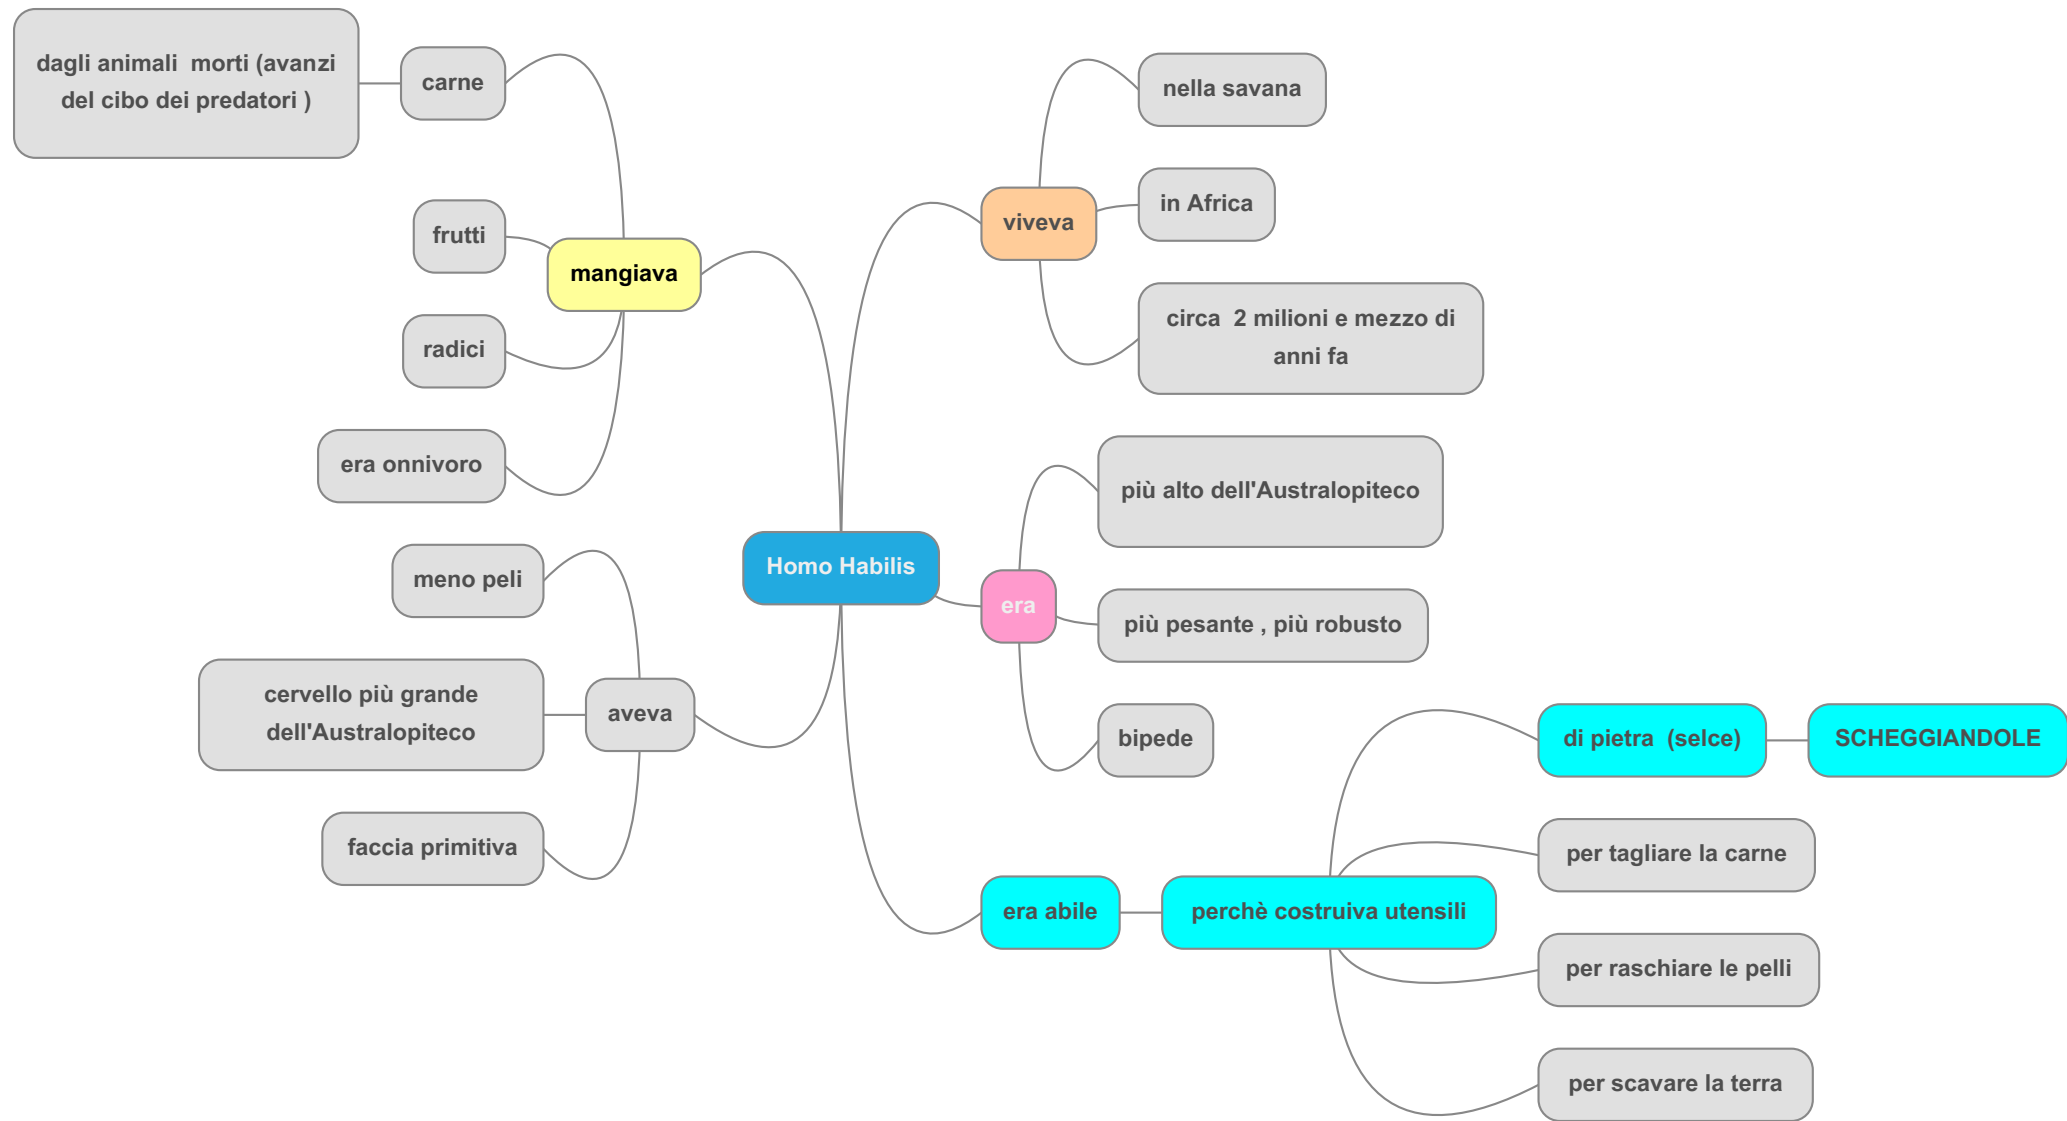 Homo Habilis
mangiava
carne
dagli animali  morti (avanzi
del cibo dei predatori )
frutti
radici
era onnivoro
aveva
meno peli
cervello più grande
dell'Australopiteco
faccia primitiva
viveva
nella savana
in Africa
circa  2 milioni e mezzo di
anni fa
era
più alto dell'Australopiteco
più pesante , più robusto
bipede
era abile
perchè costruiva utensili
di pietra  (selce)
SCHEGGIANDOLE
per tagliare la carne
per raschiare le pelli
per scavare la terra